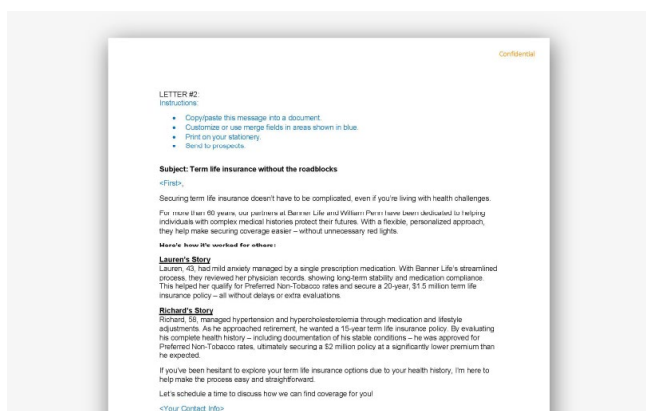 Confidential
LETTER #2:
Instructions:
• Copy/paste this message into a document.
• Customize or use merge fields in areas shown in blue.
• Print on your stationery.
• Send to prospects.
Subject: Term life insurance without the roadblocks
<First>,
Securing term life insurance doesn't have to be complicated, even if you're living with health challenges.
For more than 60 years, our partners at Banner Life and William Penn have been dedicated to helping
individuals with complex medical histories protect their futures. With a flexible, personalized approach,
they help make securing coverage easier – without unnecessary red lights.
Here's how it's worked for others:
Lauren's Story
Lauren, 43, had mild anxiety managed by a single prescription medication. With Banner Life's streamlined
process, they reviewed her physician records, showing long-term stability and medication compliance.
This helped her qualify for Preferred Non-Tobacco rates and secure a 20-year, $1.5 million term life
insurance policy – all without delays or extra evaluations.
Richard's Story
Richard, 58, managed hypertension and hypercholesterolemia through medication and lifestyle
adjustments. As he approached retirement, he wanted a 15-year term life insurance policy. By evaluating
his complete health history – including documentation of his stable conditions – he was approved for
Preferred Non-Tobacco rates, ultimately securing a $2 million policy at a significantly lower premium than
he expected.
If you've been hesitant to explore your term life insurance options due to your health history, I'm here to
help make the process easy and straightforward.
Let's schedule a time to discuss how we can find coverage for you!
<Your Contact Info>